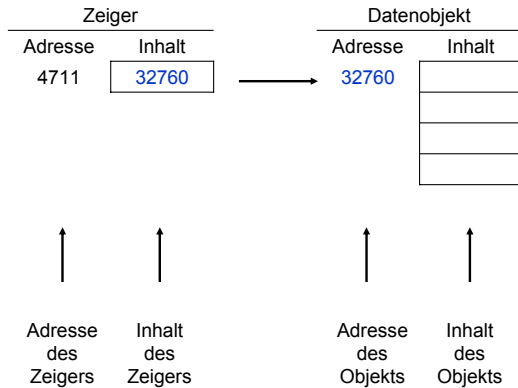 Zeiger Datenobjekt
Adresse Inhalt Adresse Inhalt
4711 32760 32760
Adresse Inhalt Adresse Inhalt
des des des des
Zeigers Zeigers Objekts Objekts